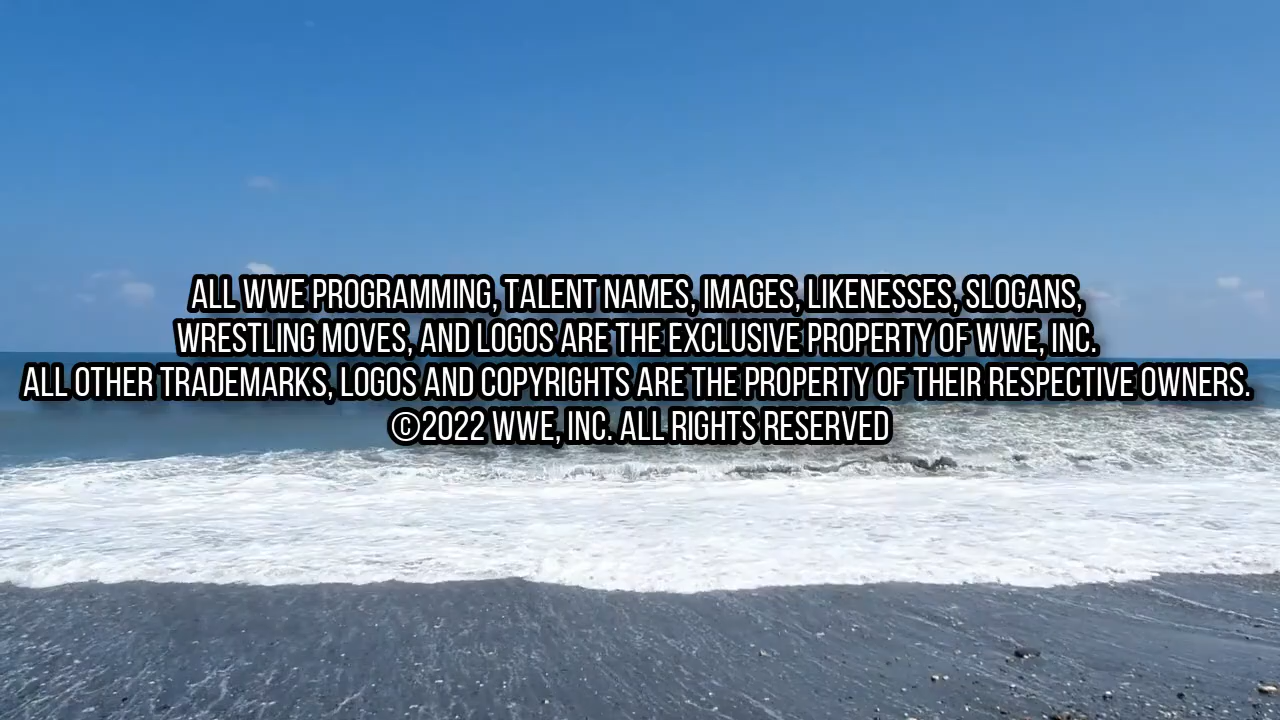 ALL WWE PROGRAMMING, TALENT NAMES, IMAGES, LIKENESSES, SLOGANS,
WRESTLING MOVES, AND LOGOS ARE THE EXCLUSIVE PROPERTY OF WWE, INC.
ALL OTHER TRADEMARKS, LOGOS AND COPYRIGHTS ARE THE PROPERTY OF THEIR RESPECTIVE OWNERS.
©2022 WWE, INC. ALL RIGHTS RESERVED